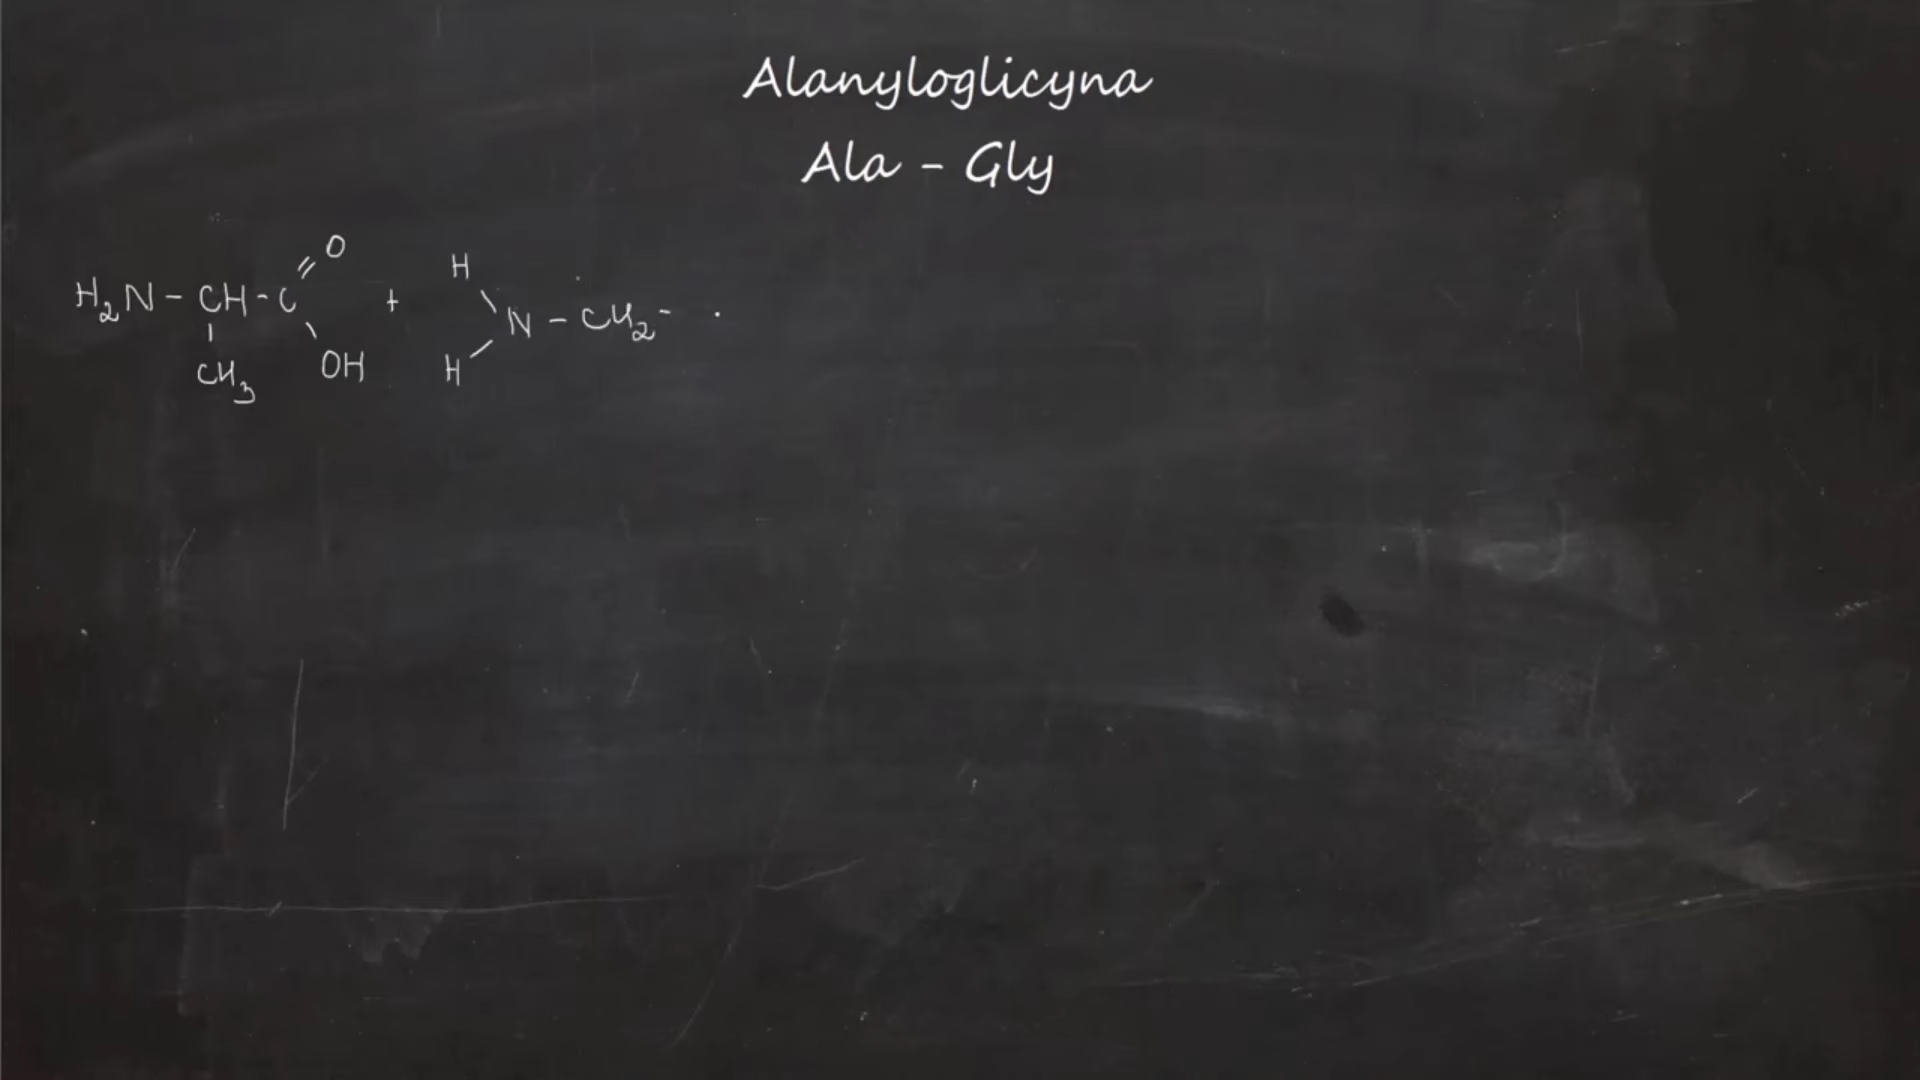 Alanyloglicyna
Ala - Gly
H₂N - CH - C = O
OH
CH₃
+
H
H
N - CH₂ -